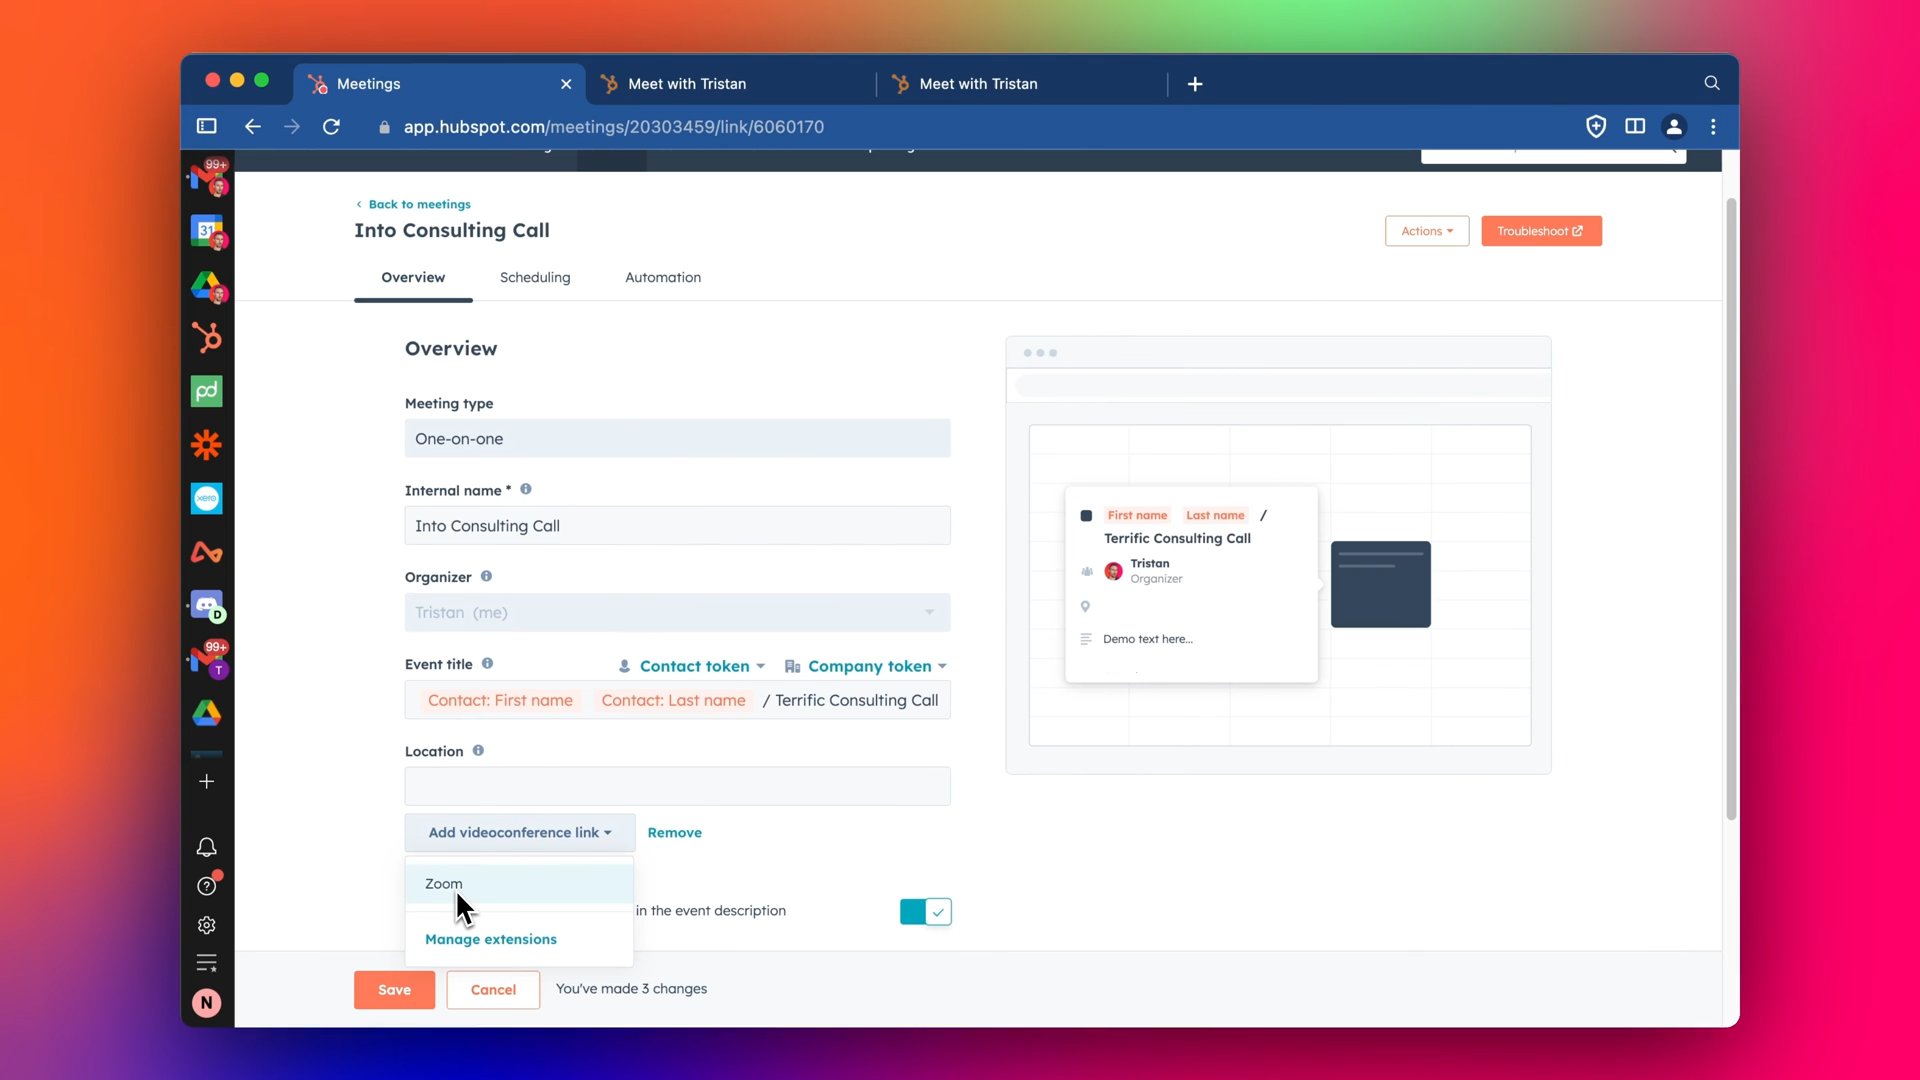 Meetings
Meet with Tristan
Meet with Tristan
app.hubspot.com/meetings/20303459/link/6060170
99+
31
Back to meetings
Into Consulting Call
Actions
Troubleshoot
Overview
Scheduling
Automation
Overview
Meeting type
One-on-one
Internal name *
Into Consulting Call
Organizer
Tristan (me)
Event title
Contact token
Company token
Contact: First name Contact: Last name / Terrific Consulting Call
Location
Add videoconference link
Remove
Zoom
in the event description
Manage extensions
Save
Cancel
You've made 3 changes
First name Last name /
Terrific Consulting Call
Tristan
Organizer
Demo text here...
pd
xero
D
99+
T
N